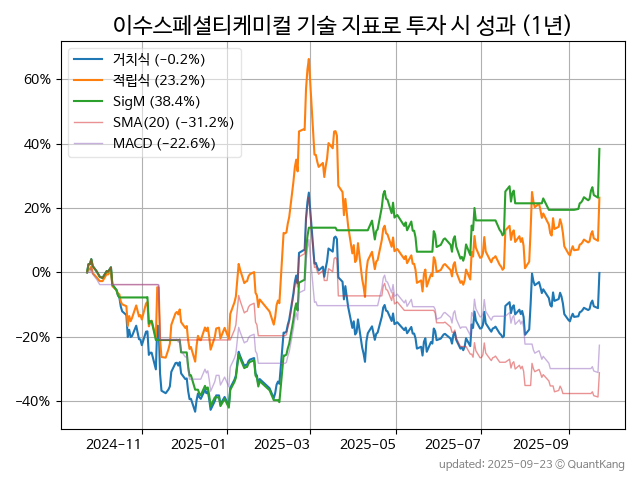 이수스페셜티케미컬 기술 지표로 투자 시 성과 (1년)
거치식 (−0.2%)
적립식 (23.2%)
SigM (38.4%)
SMA(20) (−31.2%)
MACD (−22.6%)
60%
40%
20%
0%
−20%
−40%
2024-11 2025-01 2025-03 2025-05 2025-07 2025-09
updated: 2025-09-23 ⓒ QuantKang